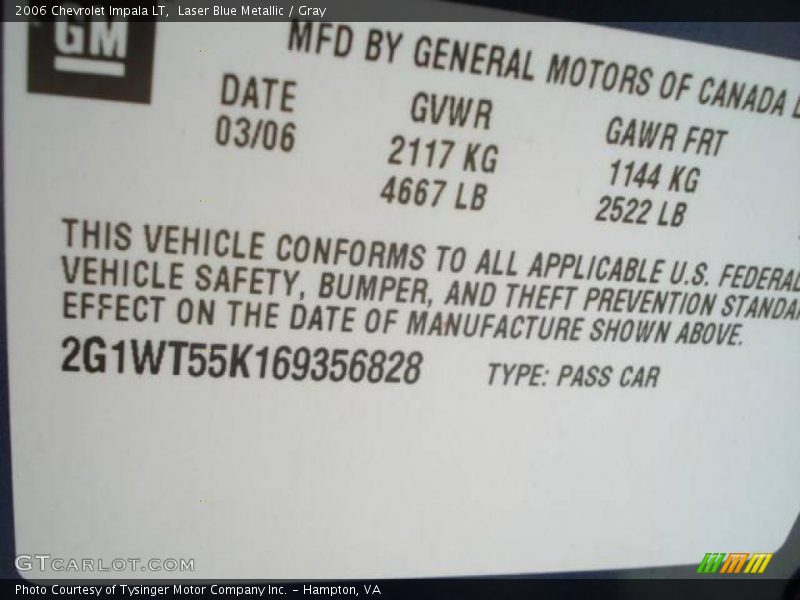 2006 Chevrolet Impala LT,  Laser Blue Metallic / Gray
GM
MFD BY GENERAL MOTORS OF CANADA
DATE GVWR GAWR FRT
03/06 2117 KG 1144 KG
4667 LB 2522 LB
THIS VEHICLE CONFORMS TO ALL APPLICABLE U.S. FEDERAL
VEHICLE SAFETY, BUMPER, AND THEFT PREVENTION
EFFECT ON THE DATE OF MANUFACTURE SHOWN ABOVE.
2G1WT55K169356828 TYPE: PASS CAR
GTCARLOT.COM
Photo Courtesy of Tysinger Motor Company Inc. - Hampton, VA